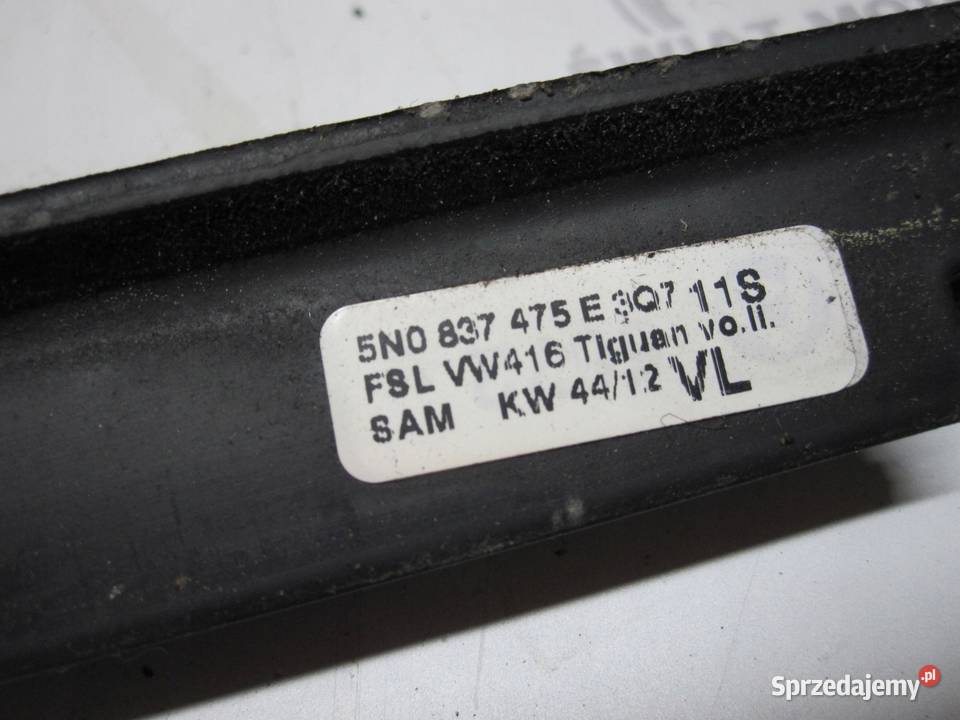 5N0 837 475 E 3Q7 11S
FSL VW416 Tiguan vo.li.
SAM KW 44/12 VL
Sprzedajemy.pl